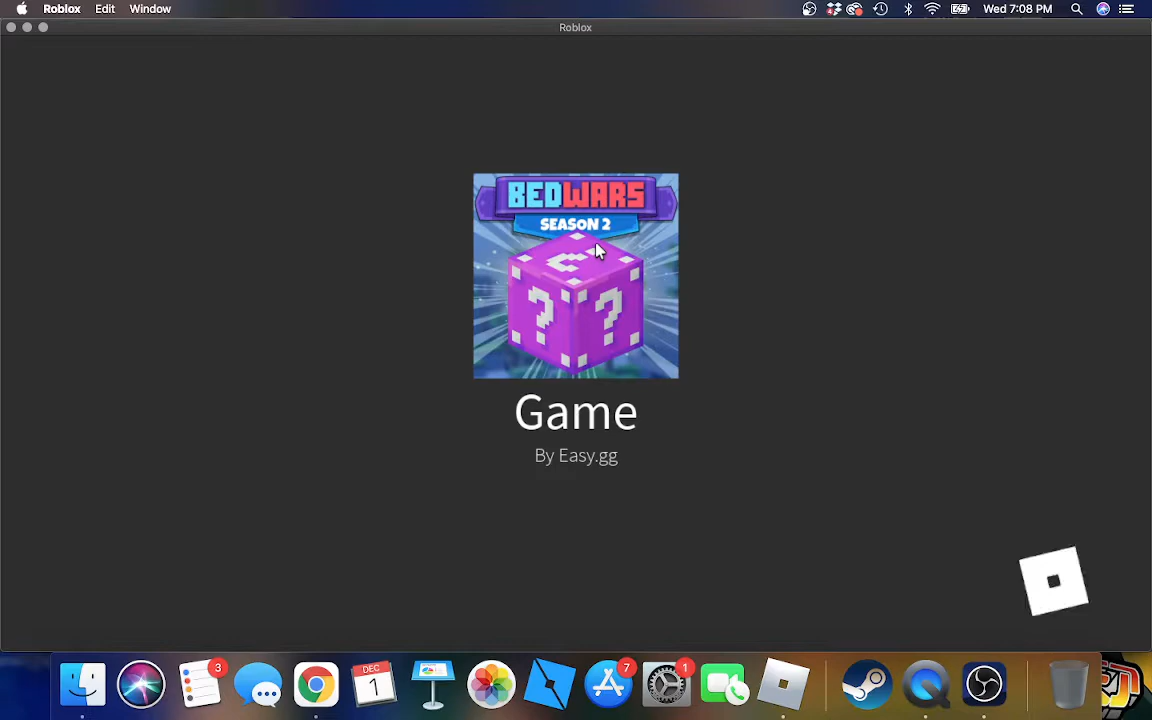 Roblox Edit Window Wed 7:08 PM
Roblox
BEDWARS
SEASON 2
?
? ?
Game
By Easy.gg
3 DEC 1 7 1